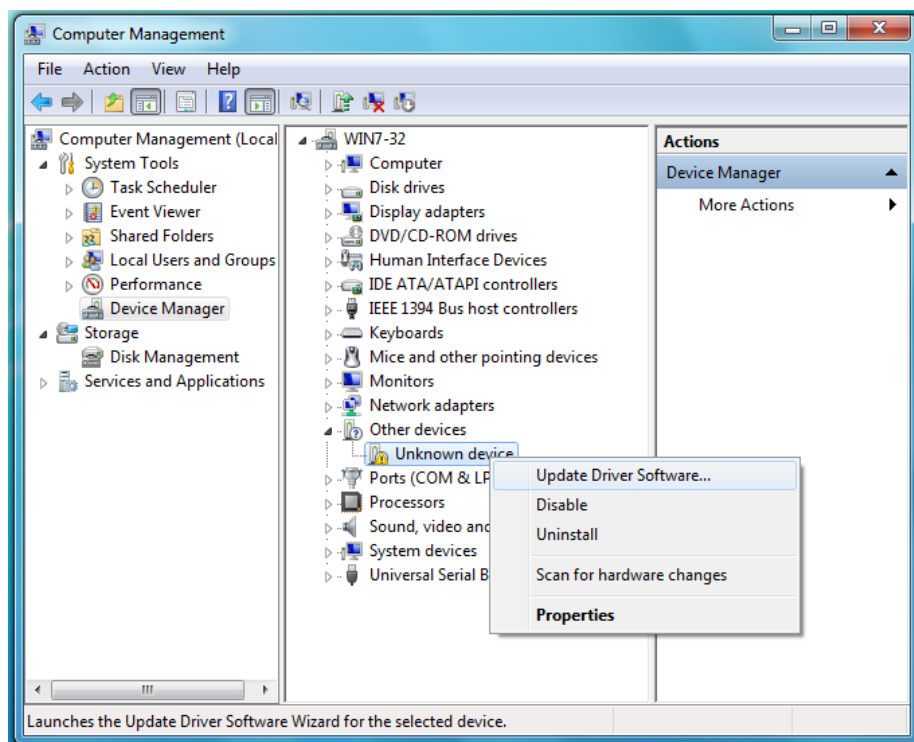 Computer Management
File Action View Help
Computer Management (Local
System Tools
Task Scheduler
Event Viewer
Shared Folders
Local Users and Groups
Performance
Device Manager
Storage
Disk Management
Services and Applications
WIN7-32
Computer
Disk drives
Display adapters
DVD/CD-ROM drives
Human Interface Devices
IDE ATA/ATAPI controllers
IEEE 1394 Bus host controllers
Keyboards
Mice and other pointing devices
Monitors
Network adapters
Other devices
Unknown device
Ports (COM & LP
Processors
Sound, video and
System devices
Universal Serial B
Update Driver Software...
Disable
Uninstall
Scan for hardware changes
Properties
Actions
Device Manager
More Actions
Launches the Update Driver Software Wizard for the selected device.